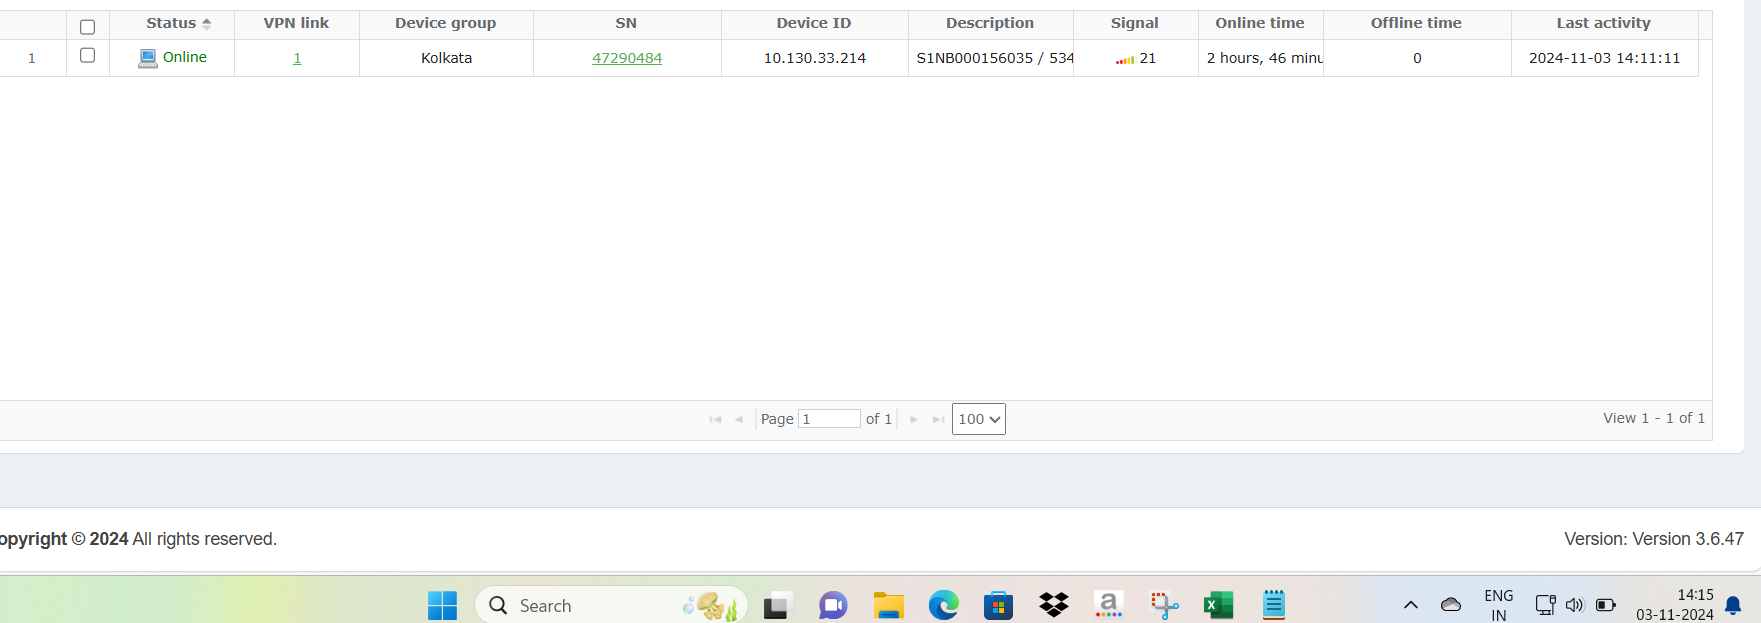 Status VPN link Device group SN Device ID Description Signal Online time Offline time Last activity
1 Online 1 Kolkata 47290484 10.130.33.214 S1NB000156035 / 534 21 2 hours, 46 minu 0 2024-11-03 14:11:11
Page 1 of 1 100 View 1 - 1 of 1
opyright © 2024 All rights reserved. Version: Version 3.6.47
Search a ENG 14:15
IN 03-11-2024